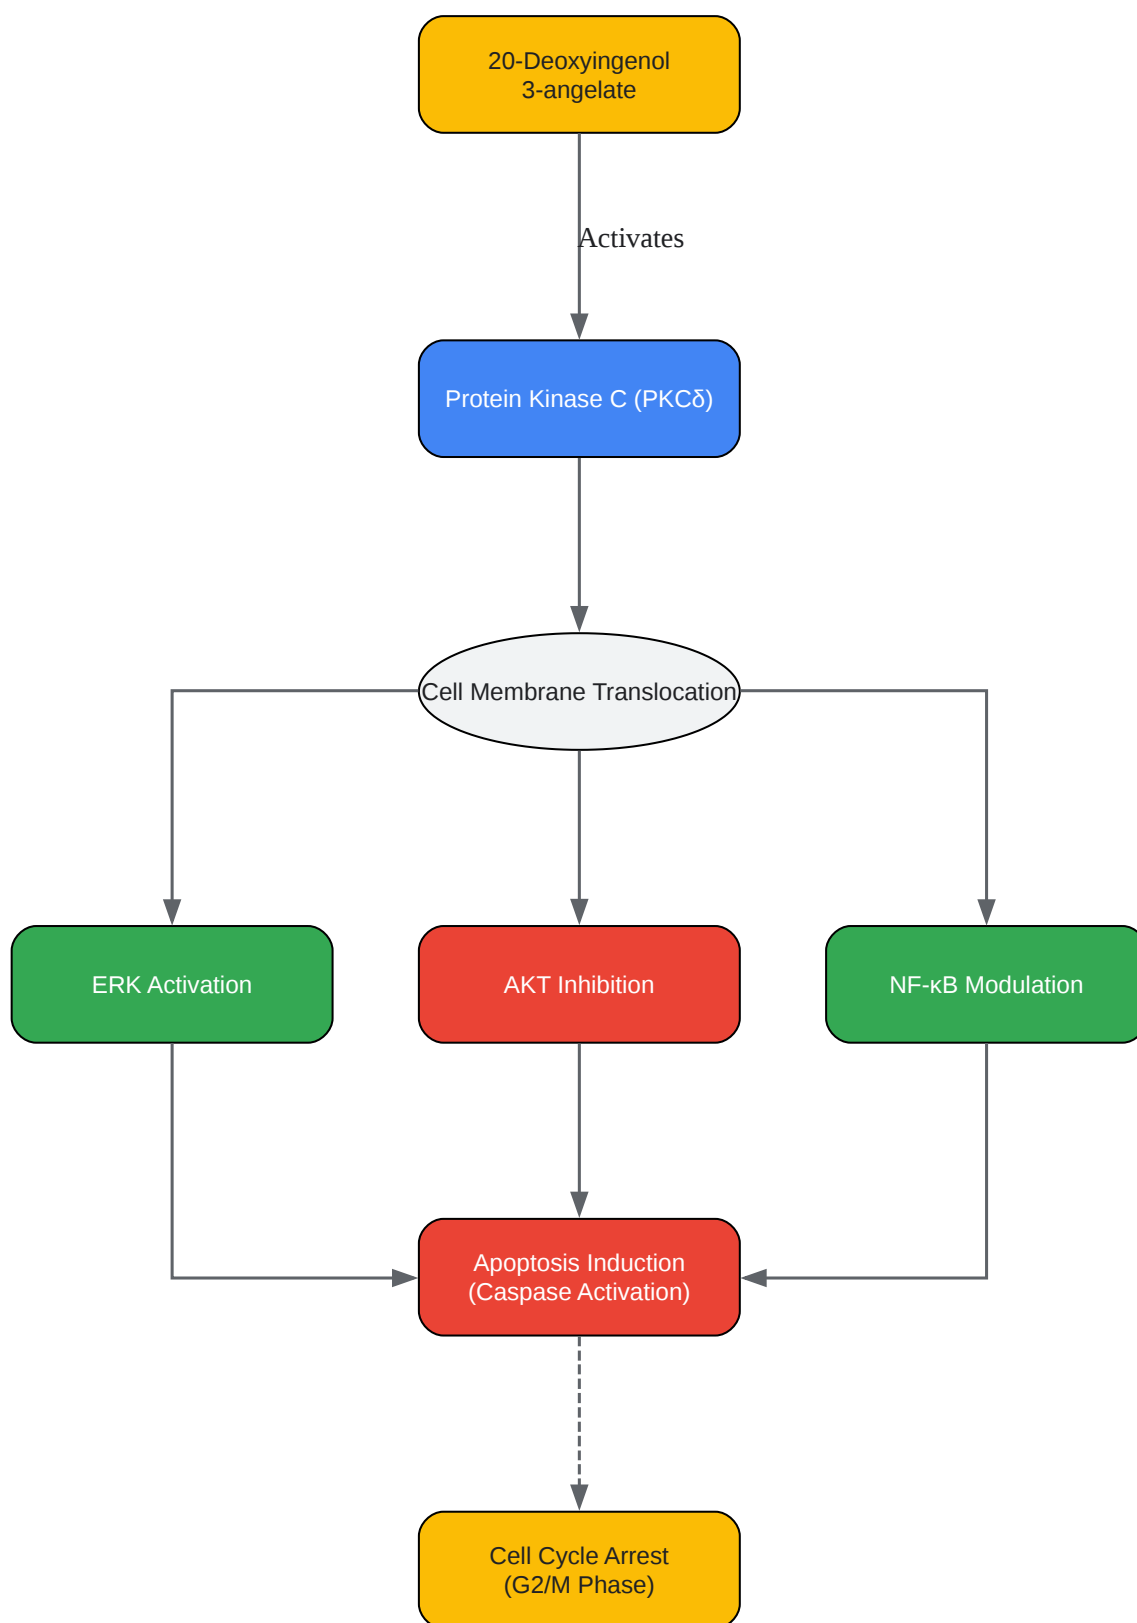 20-Deoxyingenol
3-angelate
Activates
Protein Kinase C (PKCδ)
Cell Membrane Translocation
ERK Activation
AKT Inhibition
NF-κB Modulation
Apoptosis Induction
(Caspase Activation)
Cell Cycle Arrest
(G2/M Phase)